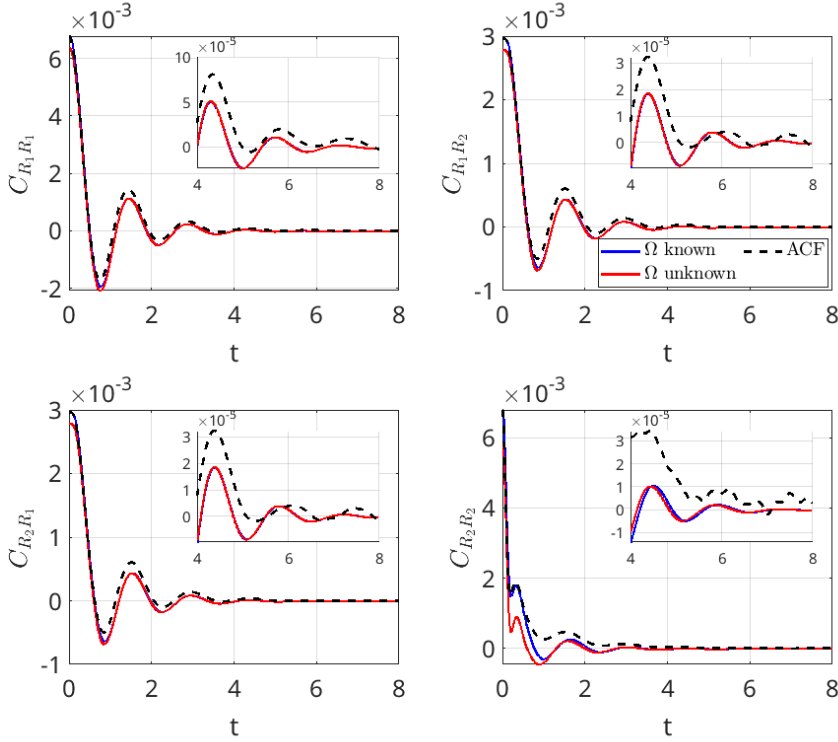 ×10⁻³
6
4
2
0
-2
C_{R_1R_1}
0 2 4 6 8
t
×10⁻⁵
10
5
0
4 6 8
×10⁻³
3
2
1
0
-1
C_{R_1R_2}
0 2 4 6 8
t
×10⁻⁵
3
2
1
0
4 6 8
Ω known
ACF
Ω unknown
×10⁻³
3
2
1
0
-1
C_{R_2R_1}
0 2 4 6 8
t
×10⁻⁵
3
2
1
0
4 6 8
×10⁻³
6
4
2
0
C_{R_2R_2}
0 2 4 6 8
t
×10⁻⁵
3
2
1
0
-1
4 6 8